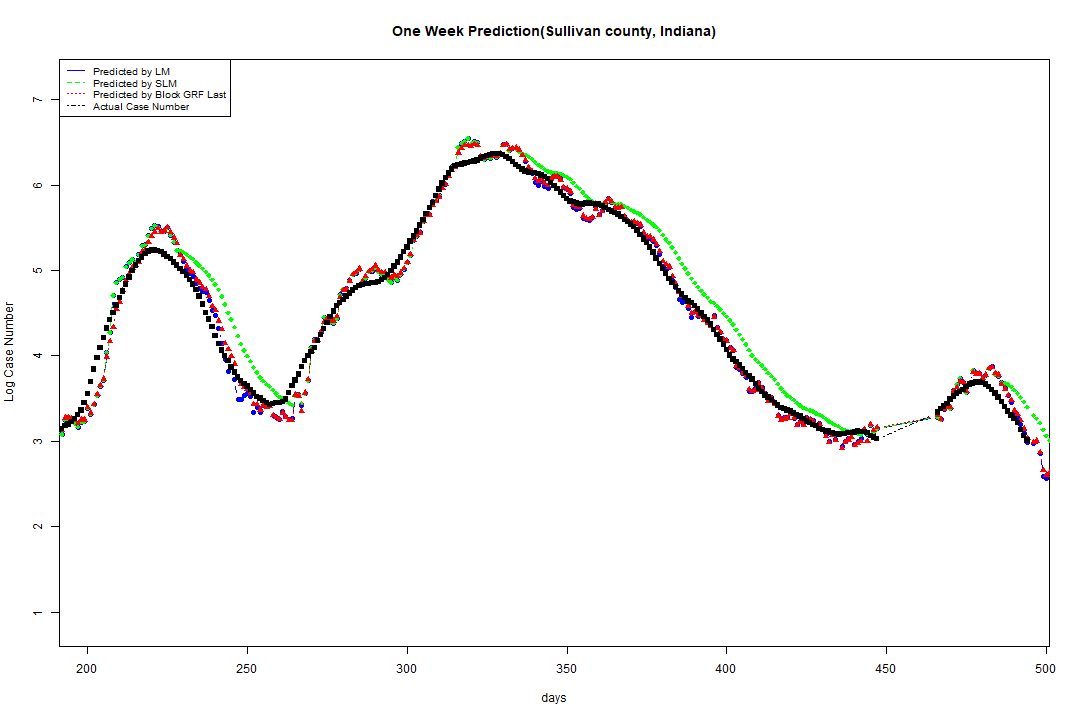 One Week Prediction(Sullivan county, Indiana)
Predicted by LM
Predicted by SLM
Predicted by Block GRF Last
Actual Case Number
7
6
5
4
3
2
1
Log Case Number
200 250 300 350 400 450 500
days